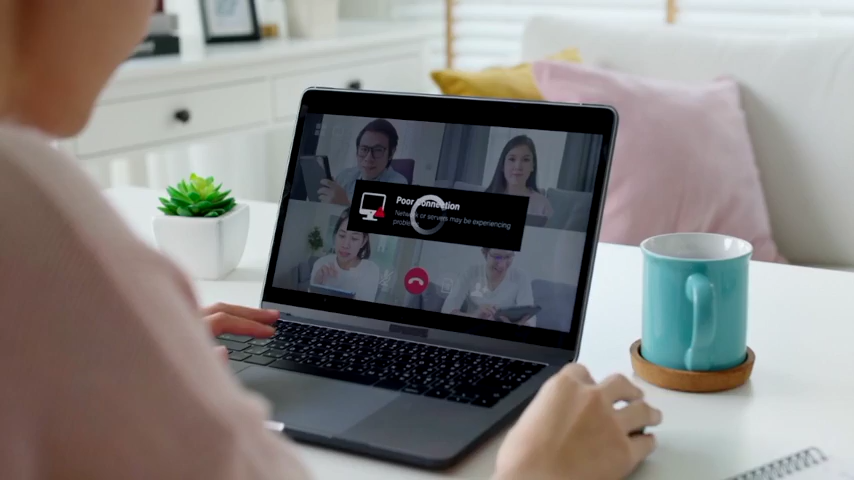 Poor connection
Network or servers may be experiencing
problems